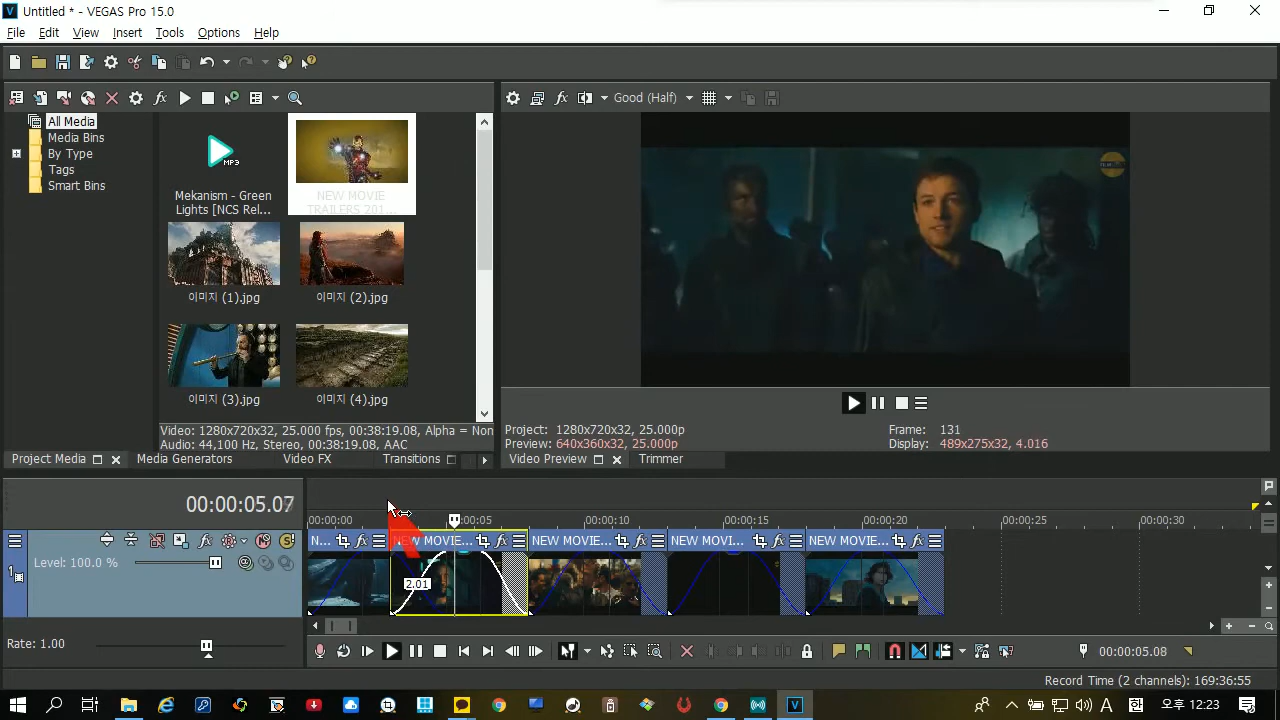 Untitled * - VEGAS Pro 15.0
File Edit View Insert Tools Options Help
Good (Half)
All Media
Media Bins
By Type
Tags
Smart Bins
MP3
Mekanism - Green
Lights [NCS Rel...
NEW MOVIE
TRAILERS 201...
이미지 (1).jpg
이미지 (2).jpg
이미지 (3).jpg
이미지 (4).jpg
Video: 1280x720x32, 25.000 fps, 00:38:19.08, Alpha = Non
Audio: 44,100 Hz, Stereo, 00:38:19.08, AAC
Project Media
Media Generators
Video FX
Transitions
Project: 1280x720x32, 25.000p
Preview: 640x360x32, 25.000p
Frame: 131
Display: 489x275x32, 4.016
Video Preview
Trimmer
00:00:05.07
00:00:00
00:00:10
00:00:15
00:00:20
00:00:25
00:00:30
N...
NEW MOVIE...
NEW MOVIE...
NEW MOVI...
NEW MOVIE...
Level: 100.0 %
2.01
Rate: 1.00
00:00:05.08
Record Time (2 channels): 169:36:55
A
한
오후 12:23